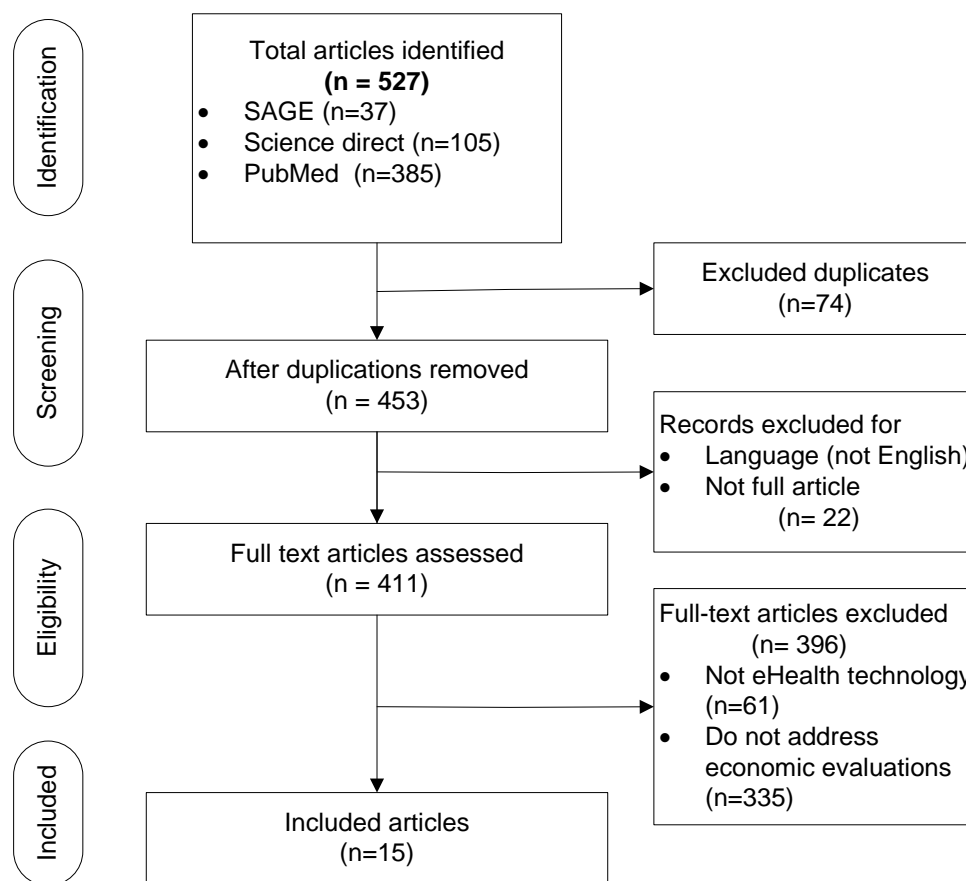 Identification
Total articles identified
(n = 527)
• SAGE (n=37)
• Science direct (n=105)
• PubMed (n=385)
Screening
Excluded duplicates
(n=74)
After duplications removed
(n = 453)
Records excluded for
• Language (not English)
• Not full article
(n= 22)
Eligibility
Full text articles assessed
(n = 411)
Full-text articles excluded
(n= 396)
• Not eHealth technology
(n=61)
• Do not address
economic evaluations
(n=335)
Included
Included articles
(n=15)